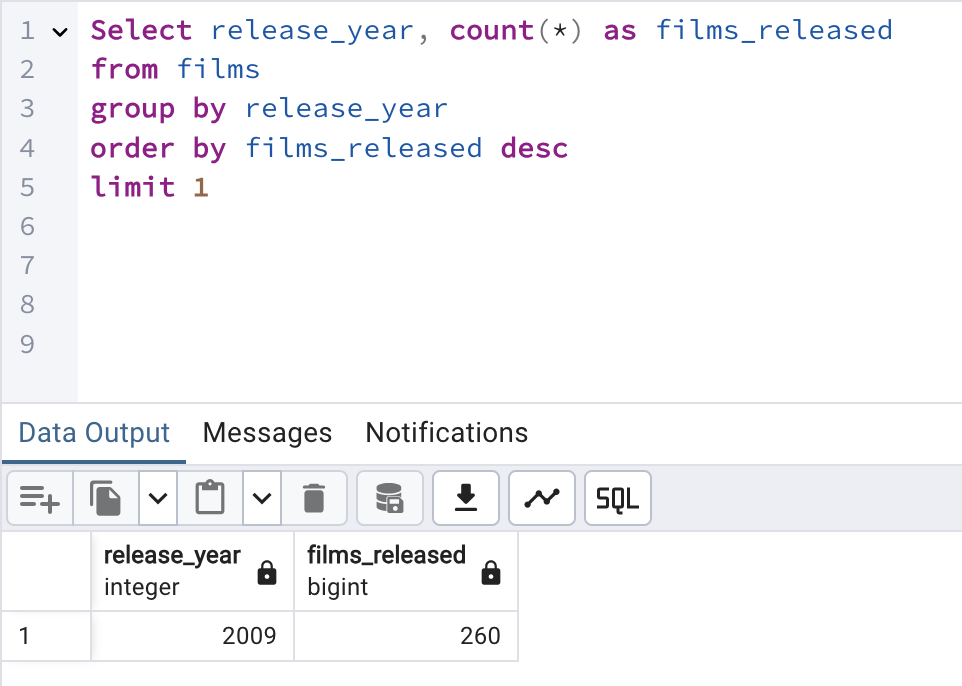 1 Select release_year, count(*) as films_released
2 from films
3 group by release_year
4 order by films_released desc
5 limit 1
6
7
8
9
Data Output Messages Notifications
SQL
release_year films_released
integer bigint
1 2009 260